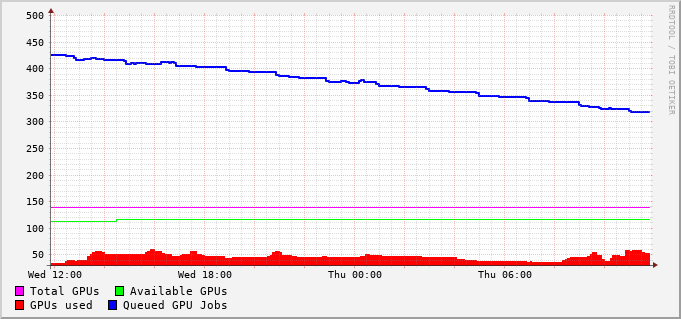 500
450
400
350
300
250
200
150
100
50
Wed 12:00 Wed 18:00 Thu 00:00 Thu 06:00
Total GPUs Available GPUs
GPUs used Queued GPU Jobs
RRDTOOL / TOBI OETIKER